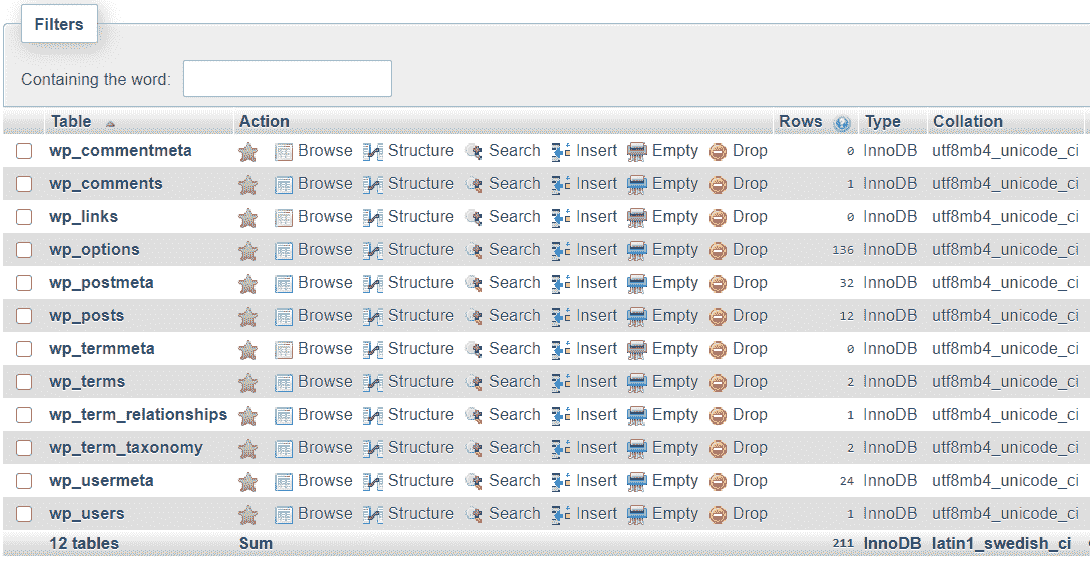 Filters
Containing the word:
Table Action Rows Type Collation
wp_commentmeta Browse Structure Search Insert Empty Drop 0 InnoDB utf8mb4_unicode_ci
wp_comments Browse Structure Search Insert Empty Drop 1 InnoDB utf8mb4_unicode_ci
wp_links Browse Structure Search Insert Empty Drop 0 InnoDB utf8mb4_unicode_ci
wp_options Browse Structure Search Insert Empty Drop 136 InnoDB utf8mb4_unicode_ci
wp_postmeta Browse Structure Search Insert Empty Drop 32 InnoDB utf8mb4_unicode_ci
wp_posts Browse Structure Search Insert Empty Drop 12 InnoDB utf8mb4_unicode_ci
wp_termmeta Browse Structure Search Insert Empty Drop 0 InnoDB utf8mb4_unicode_ci
wp_terms Browse Structure Search Insert Empty Drop 2 InnoDB utf8mb4_unicode_ci
wp_term_relationships Browse Structure Search Insert Empty Drop 1 InnoDB utf8mb4_unicode_ci
wp_term_taxonomy Browse Structure Search Insert Empty Drop 2 InnoDB utf8mb4_unicode_ci
wp_usermeta Browse Structure Search Insert Empty Drop 24 InnoDB utf8mb4_unicode_ci
wp_users Browse Structure Search Insert Empty Drop 1 InnoDB utf8mb4_unicode_ci
12 tables Sum 211 InnoDB latin1_swedish_ci